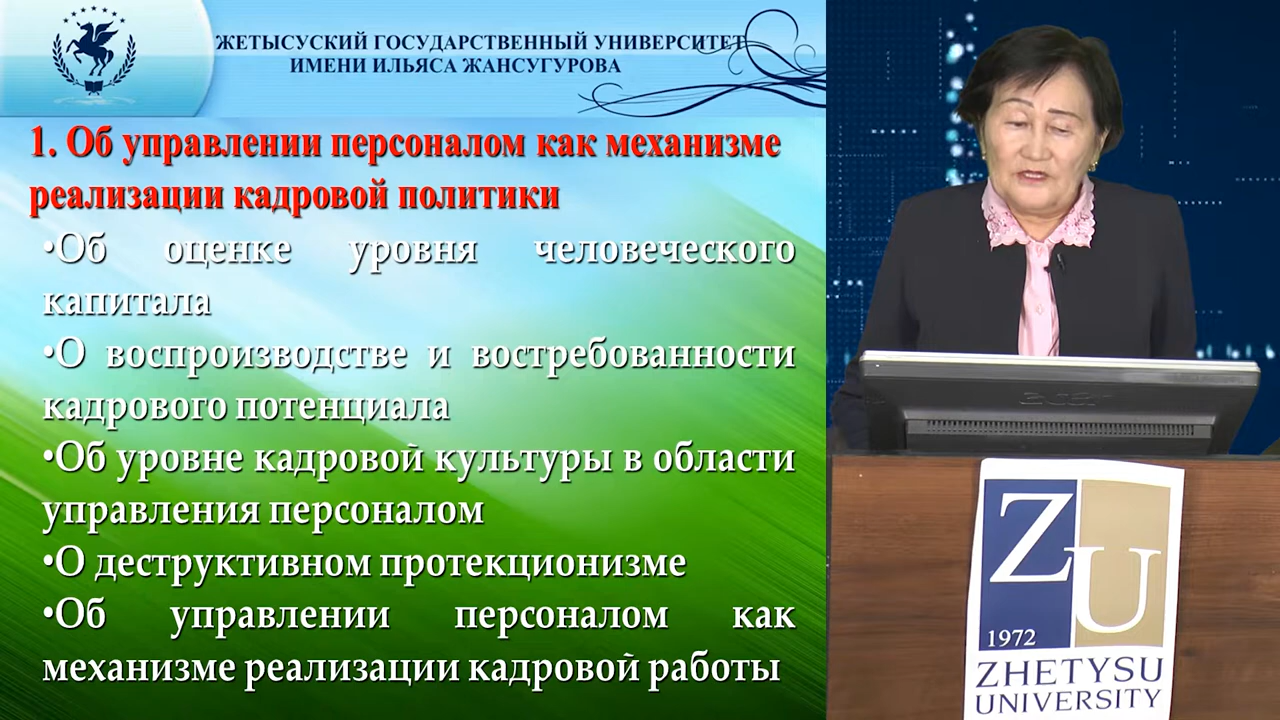 ЖЕТЫСУСКИЙ ГОСУДАРСТВЕННЫЙ УНИВЕРСИТЕТ
ИМЕНИ ИЛЬЯСА ЖАНСУГУРОВА
1. Об управлении персоналом как механизме
реализации кадровой политики
•Об оценке уровня человеческого
капитала
•О воспроизводстве и востребованности
кадрового потенциала
•Об уровне кадровой культуры в области
управления персоналом
•О деструктивном протекционизме
•Об управлении персоналом как
механизме реализации кадровой работы
acer
ZU
1972
ZHETYSU
UNIVERSITY